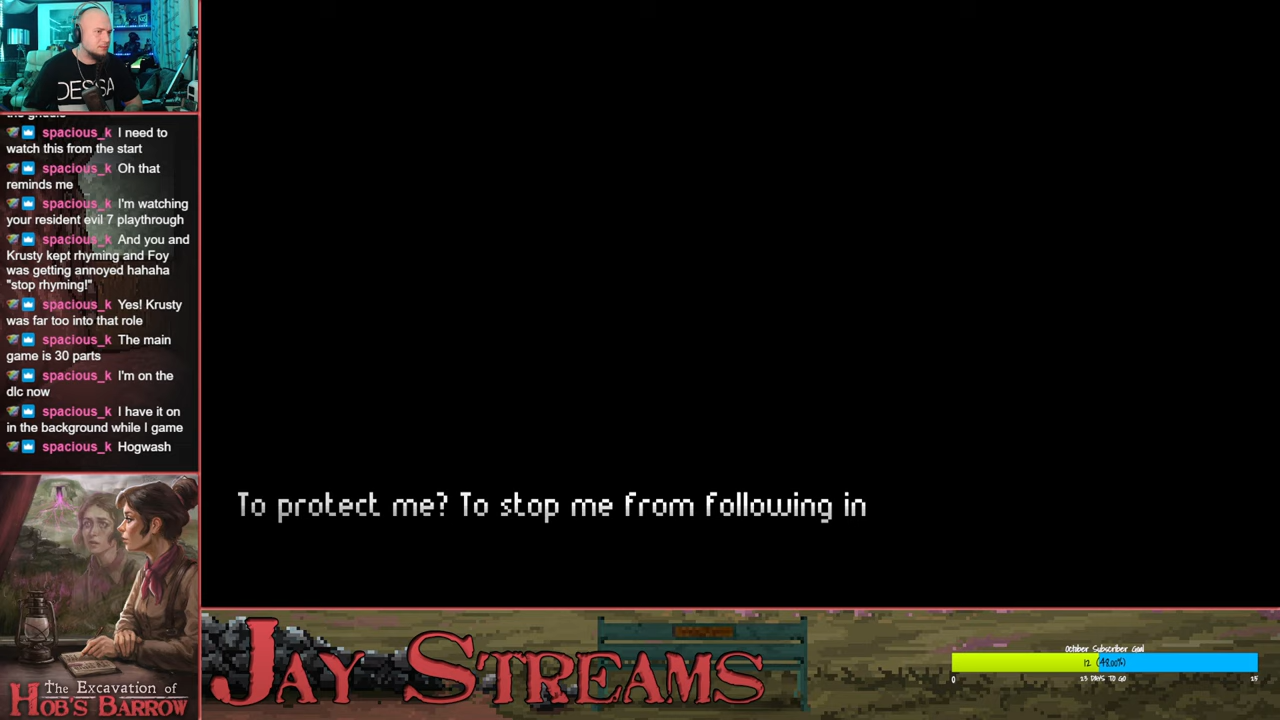 DESSA
spacious_k I need to
watch this from the start
spacious_k Oh that
reminds me
spacious_k I'm watching
your resident evil 7 playthrough
spacious_k And you and
Krusty kept rhyming and Foy
was getting annoyed hahaha
"stop rhyming!"
spacious_k Yes! Krusty
was far too into that role
spacious_k The main
game is 30 parts
spacious_k I'm on the
dlc now
spacious_k I have it on
in the background while I game
spacious_k Hogwash
To protect me? To stop me from following in
The Excavation of
HOB'S BARROW
JAY STREAMS
October Subscriber Goal
0
15